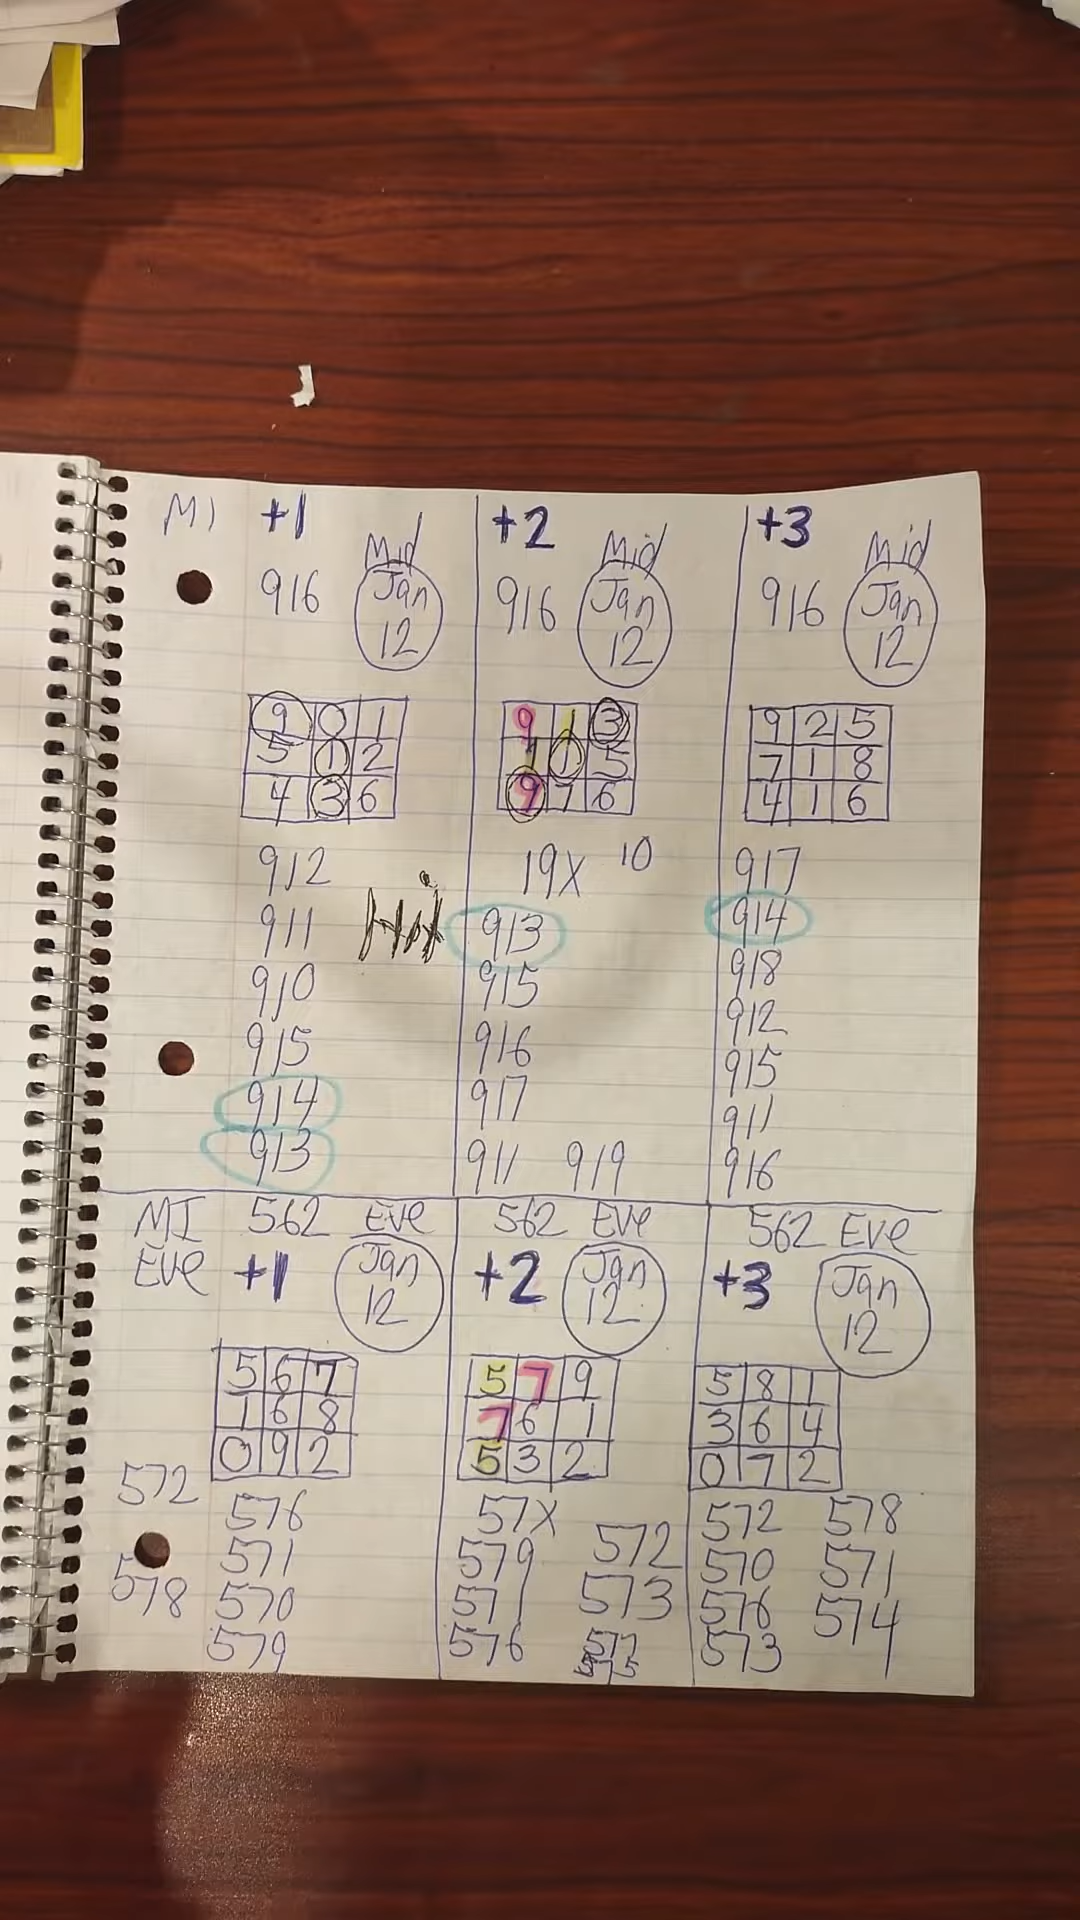 MI +1 Mid
916 Jan
12
9 0 1
5 1 2
4 3 6
912
911 Hot
910
915
914
913
+2 Mid
916 Jan
12
9 1 3
7 1 5
9 7 6
19X 10
913
915
916
917
911 919
+3 Mid
916 Jan
12
9 2 5
7 1 8
4 1 6
917
914
918
912
915
911
916
MI 562 Eve
Eve +1 Jan
12
5 6 7
1 6 8
0 9 2
572 576
571
578 570
579
562 Eve
+2 Jan
12
5 7 9
7 6 1
5 3 2
57X
579 572
571 573
576 577
575
562 Eve
+3 Jan
12
5 8 1
3 6 4
0 7 2
572 578
570 571
576 574
573